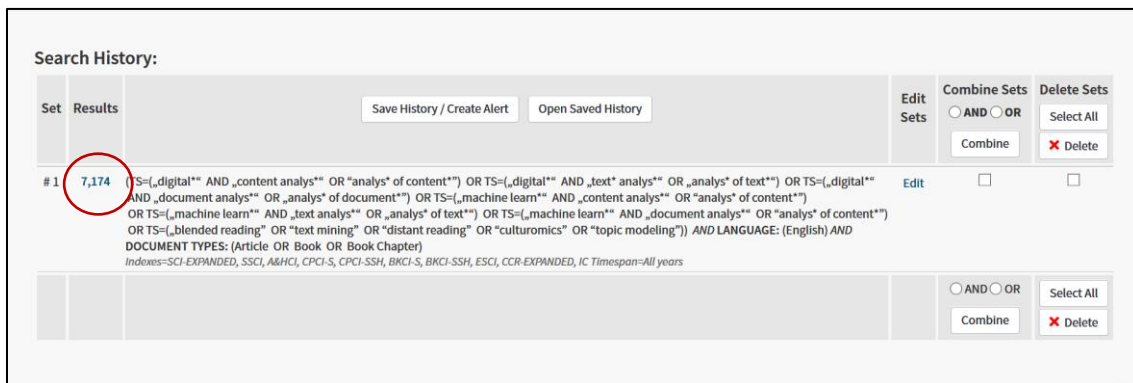 Search History:
Set Results Save History / Create Alert Open Saved History Edit Sets Combine Sets AND OR Combine Delete Sets Select All Delete
# 1 7,174 (TS=(„digital*“ AND „content analys*“ OR “analys* of content*”) OR TS=(„digital*“ AND „text* analys*“ OR „analys* of text*“) OR TS=(„digital*“ Edit
AND „document analys*“ OR „analys* of document*”) OR TS=(„machine learn*“ AND „content analys*“ OR “analys* of content*”)
OR TS=(„machine learn*“ AND „text analys*“ OR „analys* of text*“) OR TS=(„machine learn*“ AND „document analys*“ OR “analys* of content*”)
OR TS=(„blended reading” OR “text mining” OR “distant reading” OR “culturomics” OR “topic modeling”)) AND LANGUAGE: (English) AND
DOCUMENT TYPES: (Article OR Book OR Book Chapter)
Indexes=SCI-EXPANDED, SSCI, A&HCI, CPCI-S, CPCI-SSH, BKCI-S, BKCI-SSH, ESCI, CCR-EXPANDED, IC Timespan=All years
AND OR Select All
Combine Delete